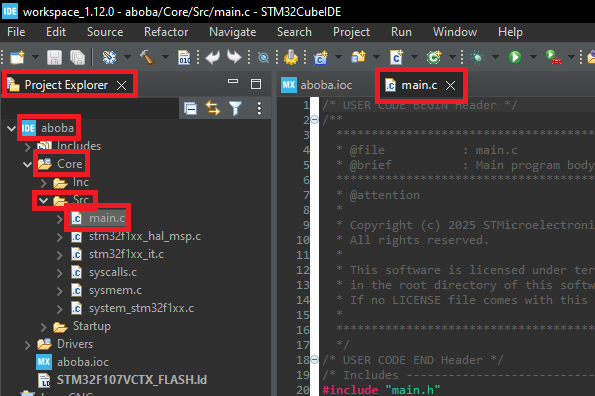 IDE workspace_1.12.0 - aboba/Core/Src/main.c - STM32CubeIDE
File Edit Source Refactor Navigate Search Project Run Window Help
Project Explorer
MX aboba.ioc
main.c
IDE aboba
Includes
Core
Inc
Src
main.c
stm32f1xx_hal_msp.c
stm32f1xx_it.c
syscalls.c
sysmem.c
system_stm32f1xx.c
Startup
Drivers
MX aboba.ioc
STM32F107VCTX_FLASH.ld
1 /* USER CODE BEGIN Header */
2 /**
3 ************************************
4 * @file : main.c
5 * @brief : Main program body
6 ************************************
7 * @attention
8 *
9 * Copyright (c) 2025 STMicroelectroni
10 * All rights reserved.
11 *
12 * This software is licensed under ter
13 * in the root directory of this softw
14 * If no LICENSE file comes with this
15 *
16 ************************************
17 */
18 /* USER CODE END Header */
19 /* Includes -----------------------------
20 #include "main.h"